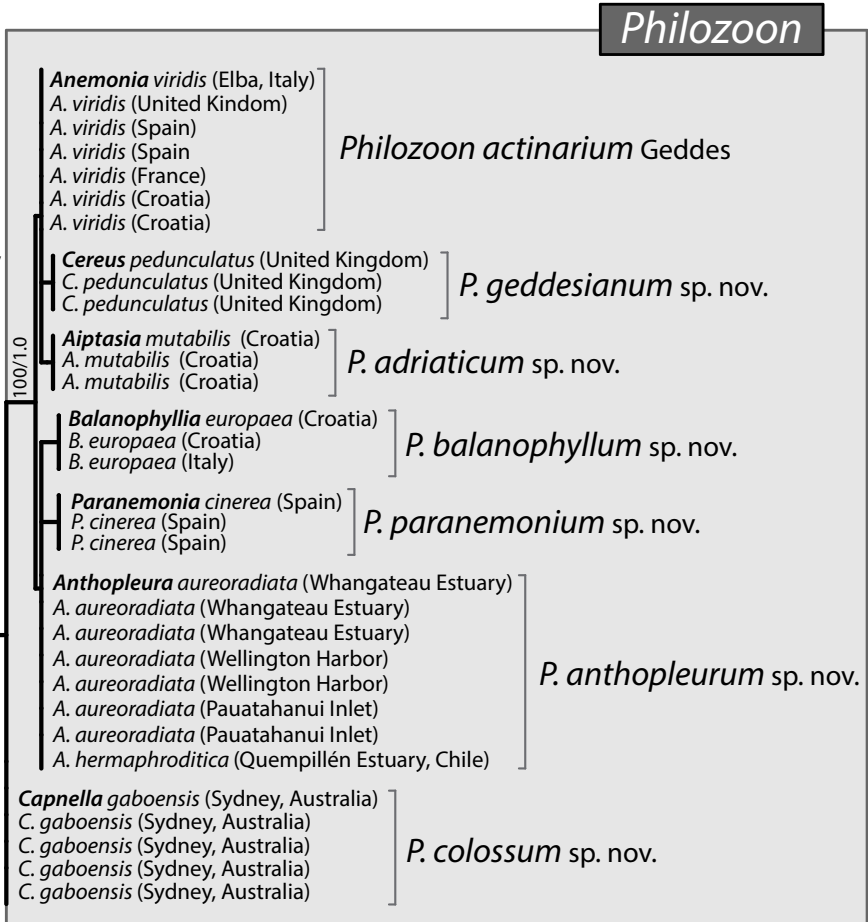 Philozoon
Anemonia viridis (Elba, Italy)
A. viridis (United Kindom)
A. viridis (Spain)
A. viridis (Spain
A. viridis (France)
A. viridis (Croatia)
A. viridis (Croatia)
Philozoon actinarium Geddes
Cereus pedunculatus (United Kingdom)
C. pedunculatus (United Kingdom)
C. pedunculatus (United Kingdom)
P. geddesianum sp. nov.
100/1.0
Aiptasia mutabilis (Croatia)
A. mutabilis (Croatia)
A. mutabilis (Croatia)
P. adriaticum sp. nov.
Balanophyllia europaea (Croatia)
B. europaea (Croatia)
B. europaea (Italy)
P. balanophyllum sp. nov.
Paranemonia cinerea (Spain)
P. cinerea (Spain)
P. cinerea (Spain)
P. paranemonium sp. nov.
Anthopleura aureoradiata (Whangateau Estuary)
A. aureoradiata (Whangateau Estuary)
A. aureoradiata (Whangateau Estuary)
A. aureoradiata (Wellington Harbor)
A. aureoradiata (Wellington Harbor)
A. aureoradiata (Pauatahanui Inlet)
A. aureoradiata (Pauatahanui Inlet)
A. hermaphroditica (Quempillén Estuary, Chile)
P. anthopleurum sp. nov.
Capnella gaboensis (Sydney, Australia)
C. gaboensis (Sydney, Australia)
C. gaboensis (Sydney, Australia)
C. gaboensis (Sydney, Australia)
C. gaboensis (Sydney, Australia)
P. colossum sp. nov.